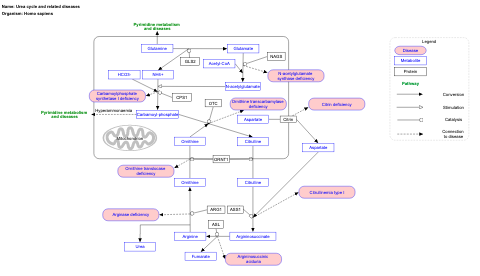 Name: Urea cycle and related diseases
Organism: Homo sapiens
Pyrimidine metabolism
and diseases
Legend
Disease
Metabolite
Protein
Pathway
Conversion
Stimulation
Catalysis
Connection
to disease
Glutamine
Glutamate
GLS2
NAGS
Acetyl-CoA
HCO3-
NH4+
N-acetylglutamate
synthase deficiency
N-acetylglutamate
Carbamoylphosphate
synthetase I deficiency
CPS1
OTC
Ornithine transcarbamylase
deficiency
Citrin deficiency
Hyperammonuemia
Pyrimidine metabolism
and diseases
Carbamoyl-phosphate
Aspartate
Citrin
Mitochondrion
Ornithine
Citrulline
Aspartate
ORNT1
Ornithine translocase
deficiency
Ornithine
Citrulline
Citrullinemia type I
Arginase deficiency
ARG1
ASS1
ASL
Arginine
Argininosuccinate
Urea
Fumarate
Argininosuccinic
aciduria